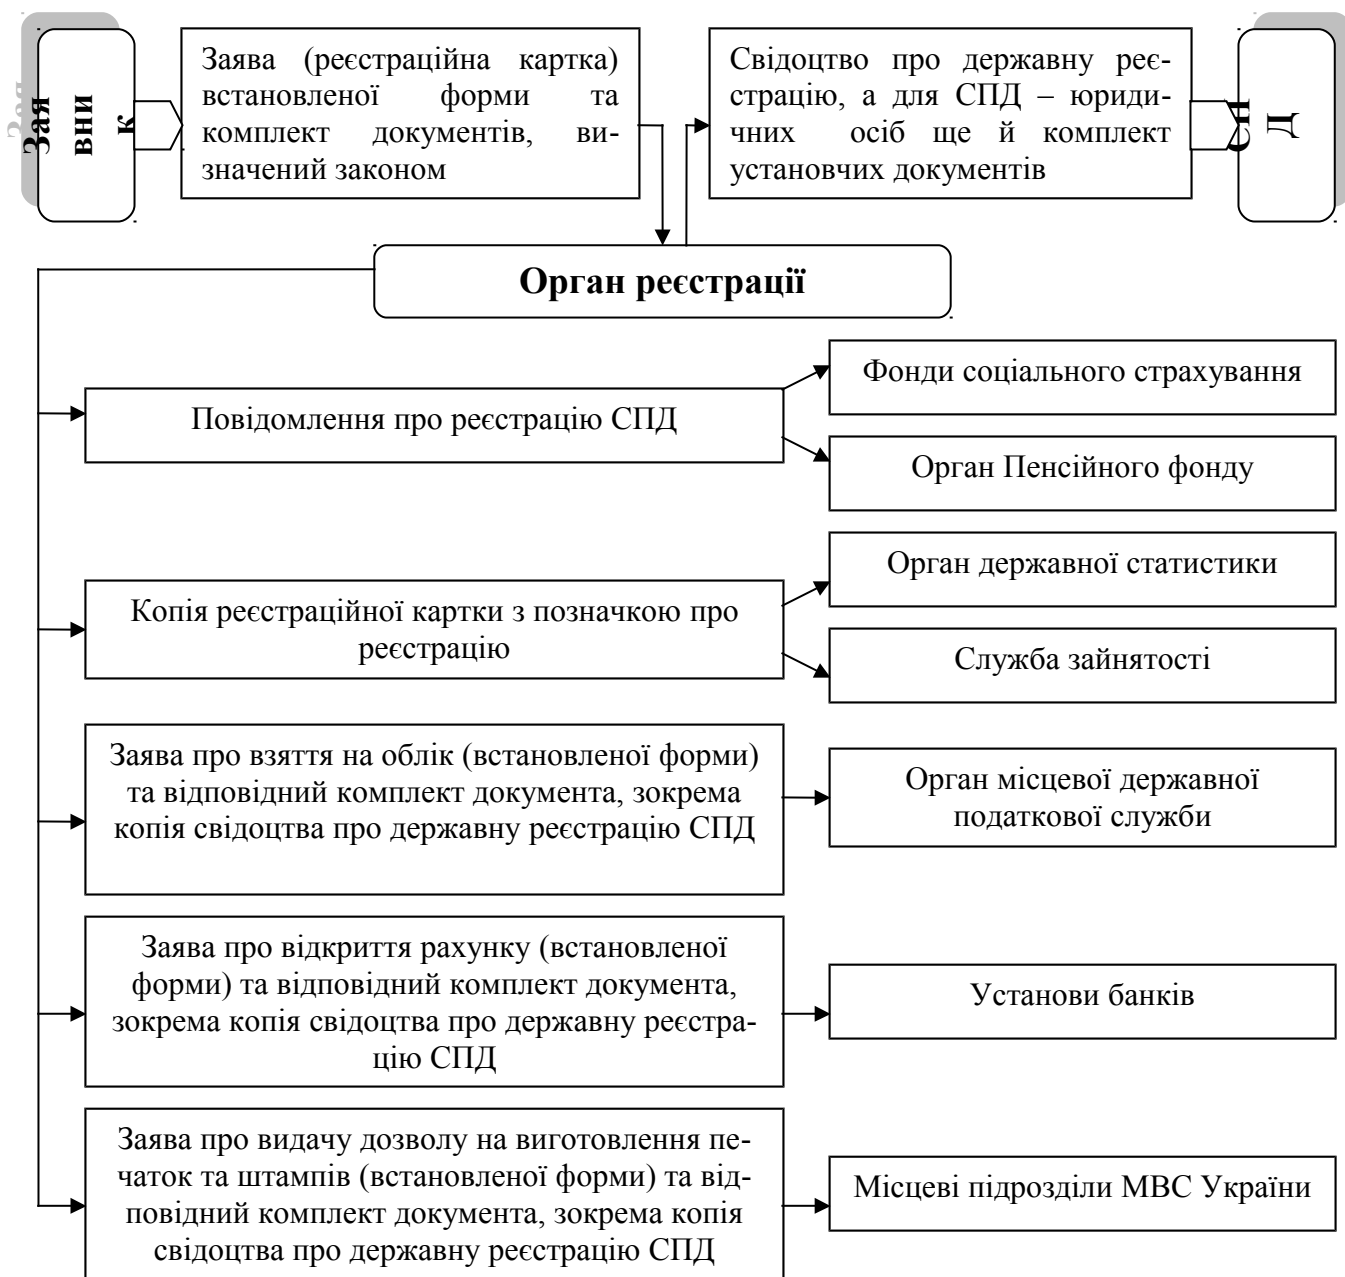 Зая
вни
к
Заява (реєстраційна картка)
встановленої форми та
комплект документів, ви-
значений законом
Свідоцтво про державну реє-
страцію, а для СПД – юриди-
чних осіб ще й комплект
установчих документів
СП
Д
Орган реєстрації
Повідомлення про реєстрацію СПД
Фонди соціального страхування
Орган Пенсійного фонду
Копія реєстраційної картки з позначкою про
реєстрацію
Орган державної статистики
Служба зайнятості
Заява про взяття на облік (встановленої форми)
та відповідний комплект документа, зокрема
копія свідоцтва про державну реєстрацію СПД
Орган місцевої державної
податкової служби
Заява про відкриття рахунку (встановленої
форми) та відповідний комплект документа,
зокрема копія свідоцтва про державну реєстра-
цію СПД
Установи банків
Заява про видачу дозволу на виготовлення пе-
чаток та штампів (встановленої форми) та від-
повідний комплект документа, зокрема копія
свідоцтва про державну реєстрацію СПД
Місцеві підрозділи МВС України